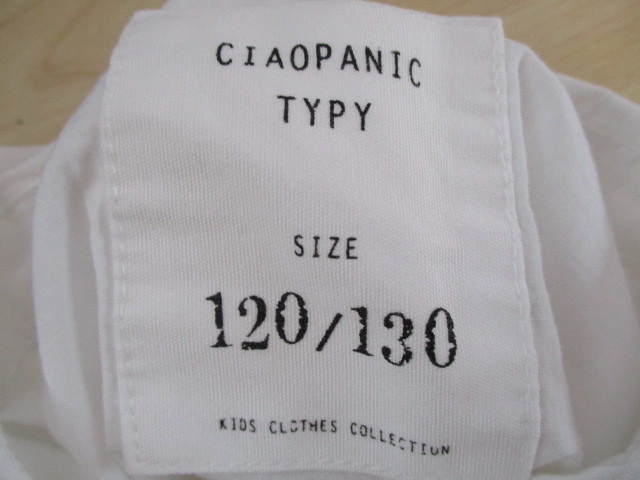 CIAOPANIC
TYPY
SIZE
120/130
KIDS CLOTHES COLLECTION